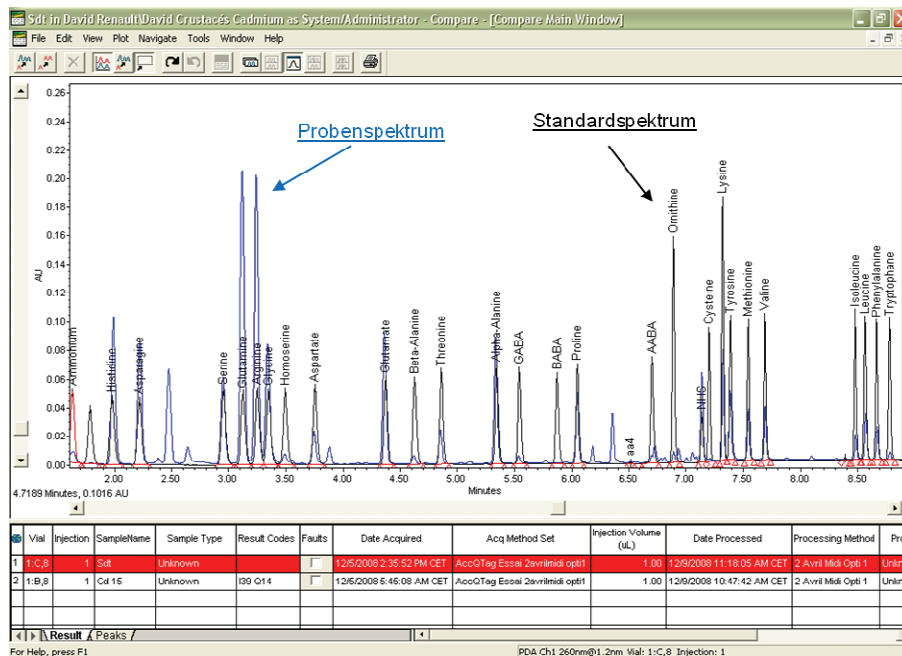 Sdt in David Renault\David Crustacés Cadmium as System/Administrator - Compare - [Compare Main Window]
File Edit View Plot Navigate Tools Window Help
Probenspektrum
Standardspektrum
AU
0.26
0.24
0.22
0.20
0.18
0.16
0.14
0.12
0.10
0.08
0.06
0.04
0.02
0.00
Ammonium
Histidine
Asparagine
Serine
Glutamine
Arginine
Glycine
Homoserine
Aspartate
Glutamate
Beta-Alanine
Threonine
Alpha-Alanine
GAEA
BABA
Proline
aa4
AABA
Ornithine
NHS
Cysteine
Lysine
Tyrosine
Methionine
Valine
Isoleucine
Leucine
Phenylalanine
Tryptophane
2.00 2.50 3.00 3.50 4.00 4.50 5.00 5.50 6.00 6.50 7.00 7.50 8.00 8.50
Minutes
4.7189 Minutes, 0.1016 AU
Vial Injection SampleName Sample Type Result Codes Faults Date Acquired Acq Method Set Injection Volume (uL) Date Processed Processing Method
1 1:C,8 1 Sdt Unknown 12/5/2008 2:35:52 PM CET AccQTag Essai 2avrilmidi opti1 1.00 12/9/2008 11:18:05 AM CET 2 Avril Midi Opti 1
2 1:B,8 1 Cd 15 Unknown I39 Q14 12/5/2008 5:45:08 AM CET AccQTag Essai 2avrilmidi opti1 1.00 12/9/2008 10:47:42 AM CET 2 Avril Midi Opti 1
Result Peaks
For Help, press F1
PDA Ch1 260nm@1.2nm Vial: 1:C,8 Injection: 1